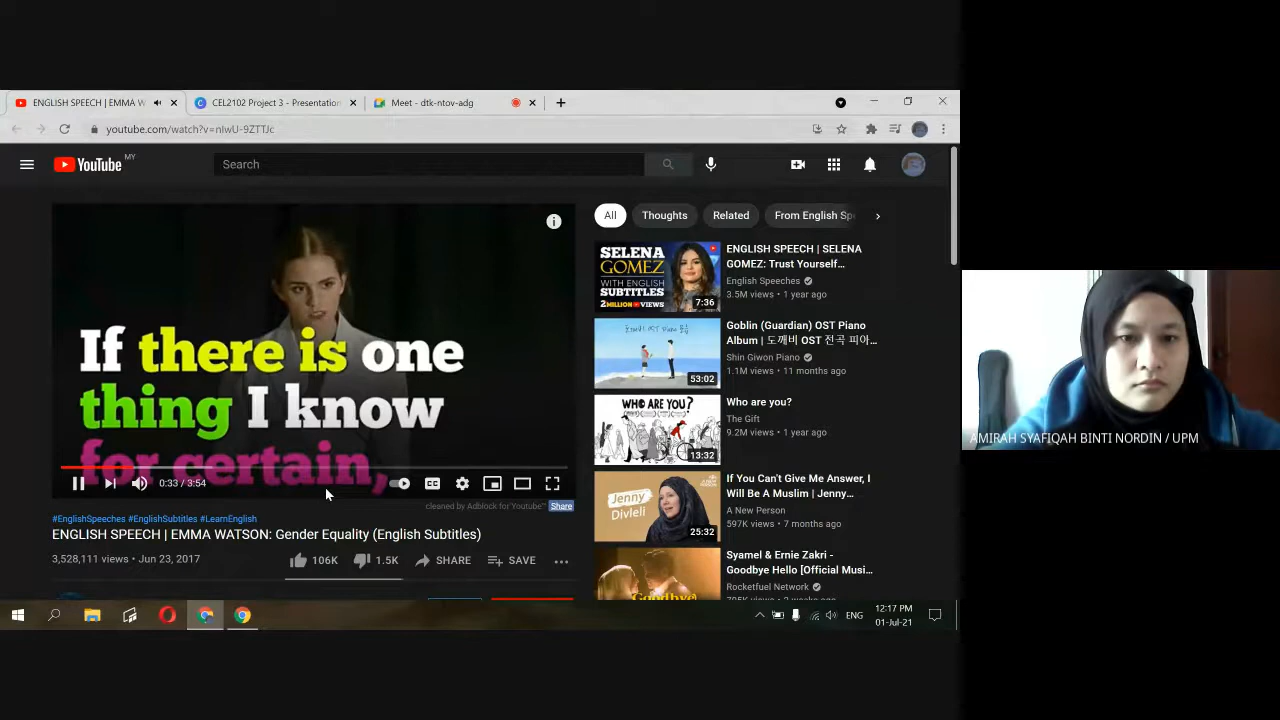 ENGLISH SPEECH | EMMA W
CEL2102 Project 3 - Presentation
Meet - dtk-ntov-adg
youtube.com/watch?v=nIwU-9ZTTJc
YouTube MY
Search
All
Thoughts
Related
From English Spe
If there is one
thing I know
for certain,
0:33 / 3:54
CC
cleaned by Adblock for Youtube™
Share
#EnglishSpeeches #EnglishSubtitles #LearnEnglish
ENGLISH SPEECH | EMMA WATSON: Gender Equality (English Subtitles)
3,528,111 views • Jun 23, 2017
106K
1.5K
SHARE
SAVE
SELENA
GOMEZ
WITH ENGLISH
SUBTITLES
2 MILLION VIEWS
7:36
ENGLISH SPEECH | SELENA
GOMEZ: Trust Yourself...
English Speeches
3.5M views • 1 year ago
53:02
Goblin (Guardian) OST Piano
Album | 도깨비 OST 전곡 피아...
Shin Giwon Piano
1.1M views • 11 months ago
WHO ARE YOU?
13:32
Who are you?
The Gift
9.2M views • 1 year ago
Jenny
Divleli
25:32
If You Can't Give Me Answer, I
Will Be A Muslim | Jenny...
A New Person
597K views • 7 months ago
Goodbye
Syamel & Ernie Zakri -
Goodbye Hello [Official Musi...
Rocketfuel Network
AMIRAH SYAFIQAH BINTI NORDIN / UPM
ENG
12:17 PM
01-Jul-21